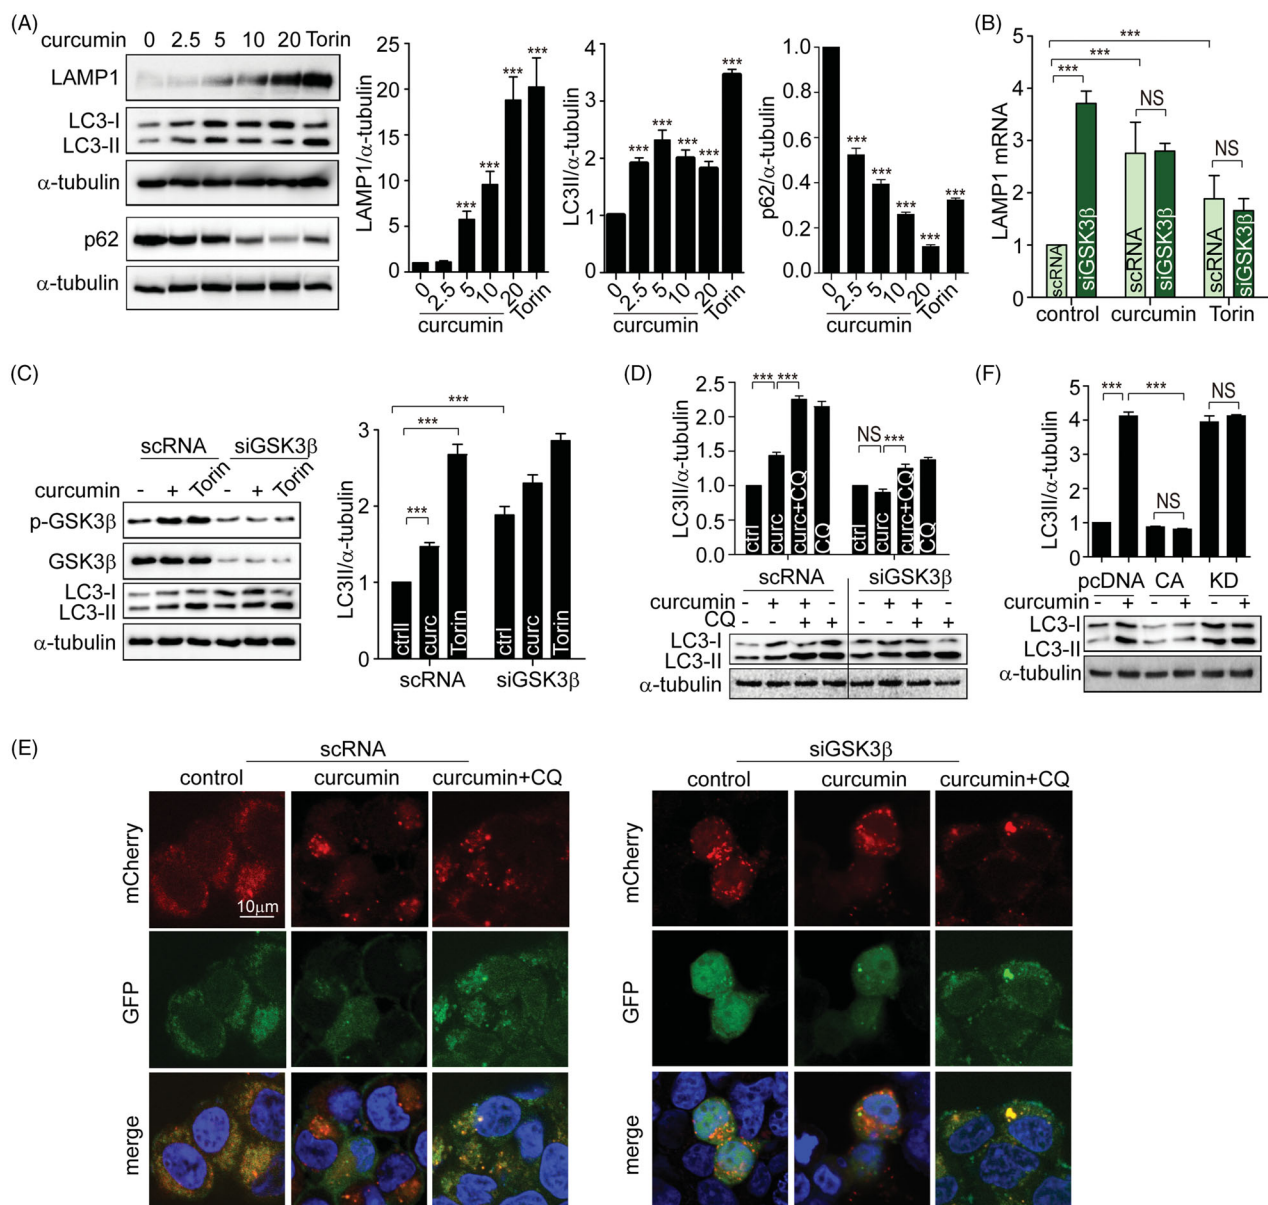 (A)
curcumin 0 2.5 5 10 20 Torin
LAMP1
LC3-I
LC3-II
α-tubulin
p62
α-tubulin
LAMP1/α-tubulin
25
20
15
10
5
0
*** *** *** ***
0 2.5 5 10 20 Torin
curcumin
LC3II/α-tubulin
4
3
2
1
0
*** *** *** *** ***
0 2.5 5 10 20 Torin
curcumin
p62/α-tubulin
1.0
0.8
0.6
0.4
0.2
0.0
*** *** *** *** ***
0 2.5 5 10 20 Torin
curcumin
(B)
LAMP1 mRNA
5
4
3
2
1
0
***
***
***
NS
NS
scRNA siGSK3β scRNA siGSK3β scRNA siGSK3β
control curcumin Torin
(C)
scRNA siGSK3β
curcumin - + Torin - + Torin
p-GSK3β
GSK3β
LC3-I
LC3-II
α-tubulin
LC3II/α-tubulin
3
2
1
0
***
***
***
ctrll curc Torin ctrl curc Torin
scRNA siGSK3β
(D)
LC3II/α-tubulin
2.5
2.0
1.5
1.0
0.5
0.0
*** ***
NS ***
ctrl curc curc+CQ CQ ctrl curc curc+CQ CQ
scRNA siGSK3β
curcumin - + + - - + + -
CQ - - + + - - + +
LC3-I
LC3-II
α-tubulin
(F)
LC3II/α-tubulin
5
4
3
2
1
0
*** *** NS
NS
pcDNA CA KD
curcumin - + - + - +
LC3-I
LC3-II
α-tubulin
(E)
scRNA
control curcumin curcumin+CQ
mCherry
10μm
GFP
merge
siGSK3β
control curcumin curcumin+CQ
mCherry
GFP
merge